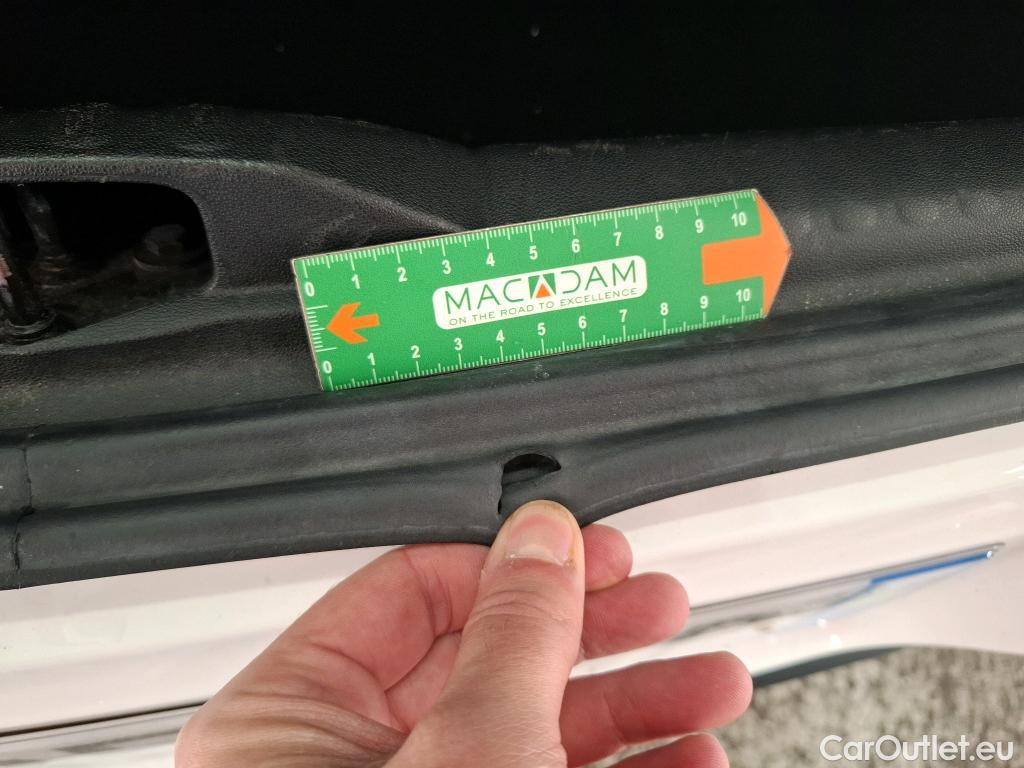 0 1 2 3 4 5 6 7 8 9 10
MACADAM
ON THE ROAD TO EXCELLENCE
0 1 2 3 4 5 6 7 8 9 10
CarOutlet.eu